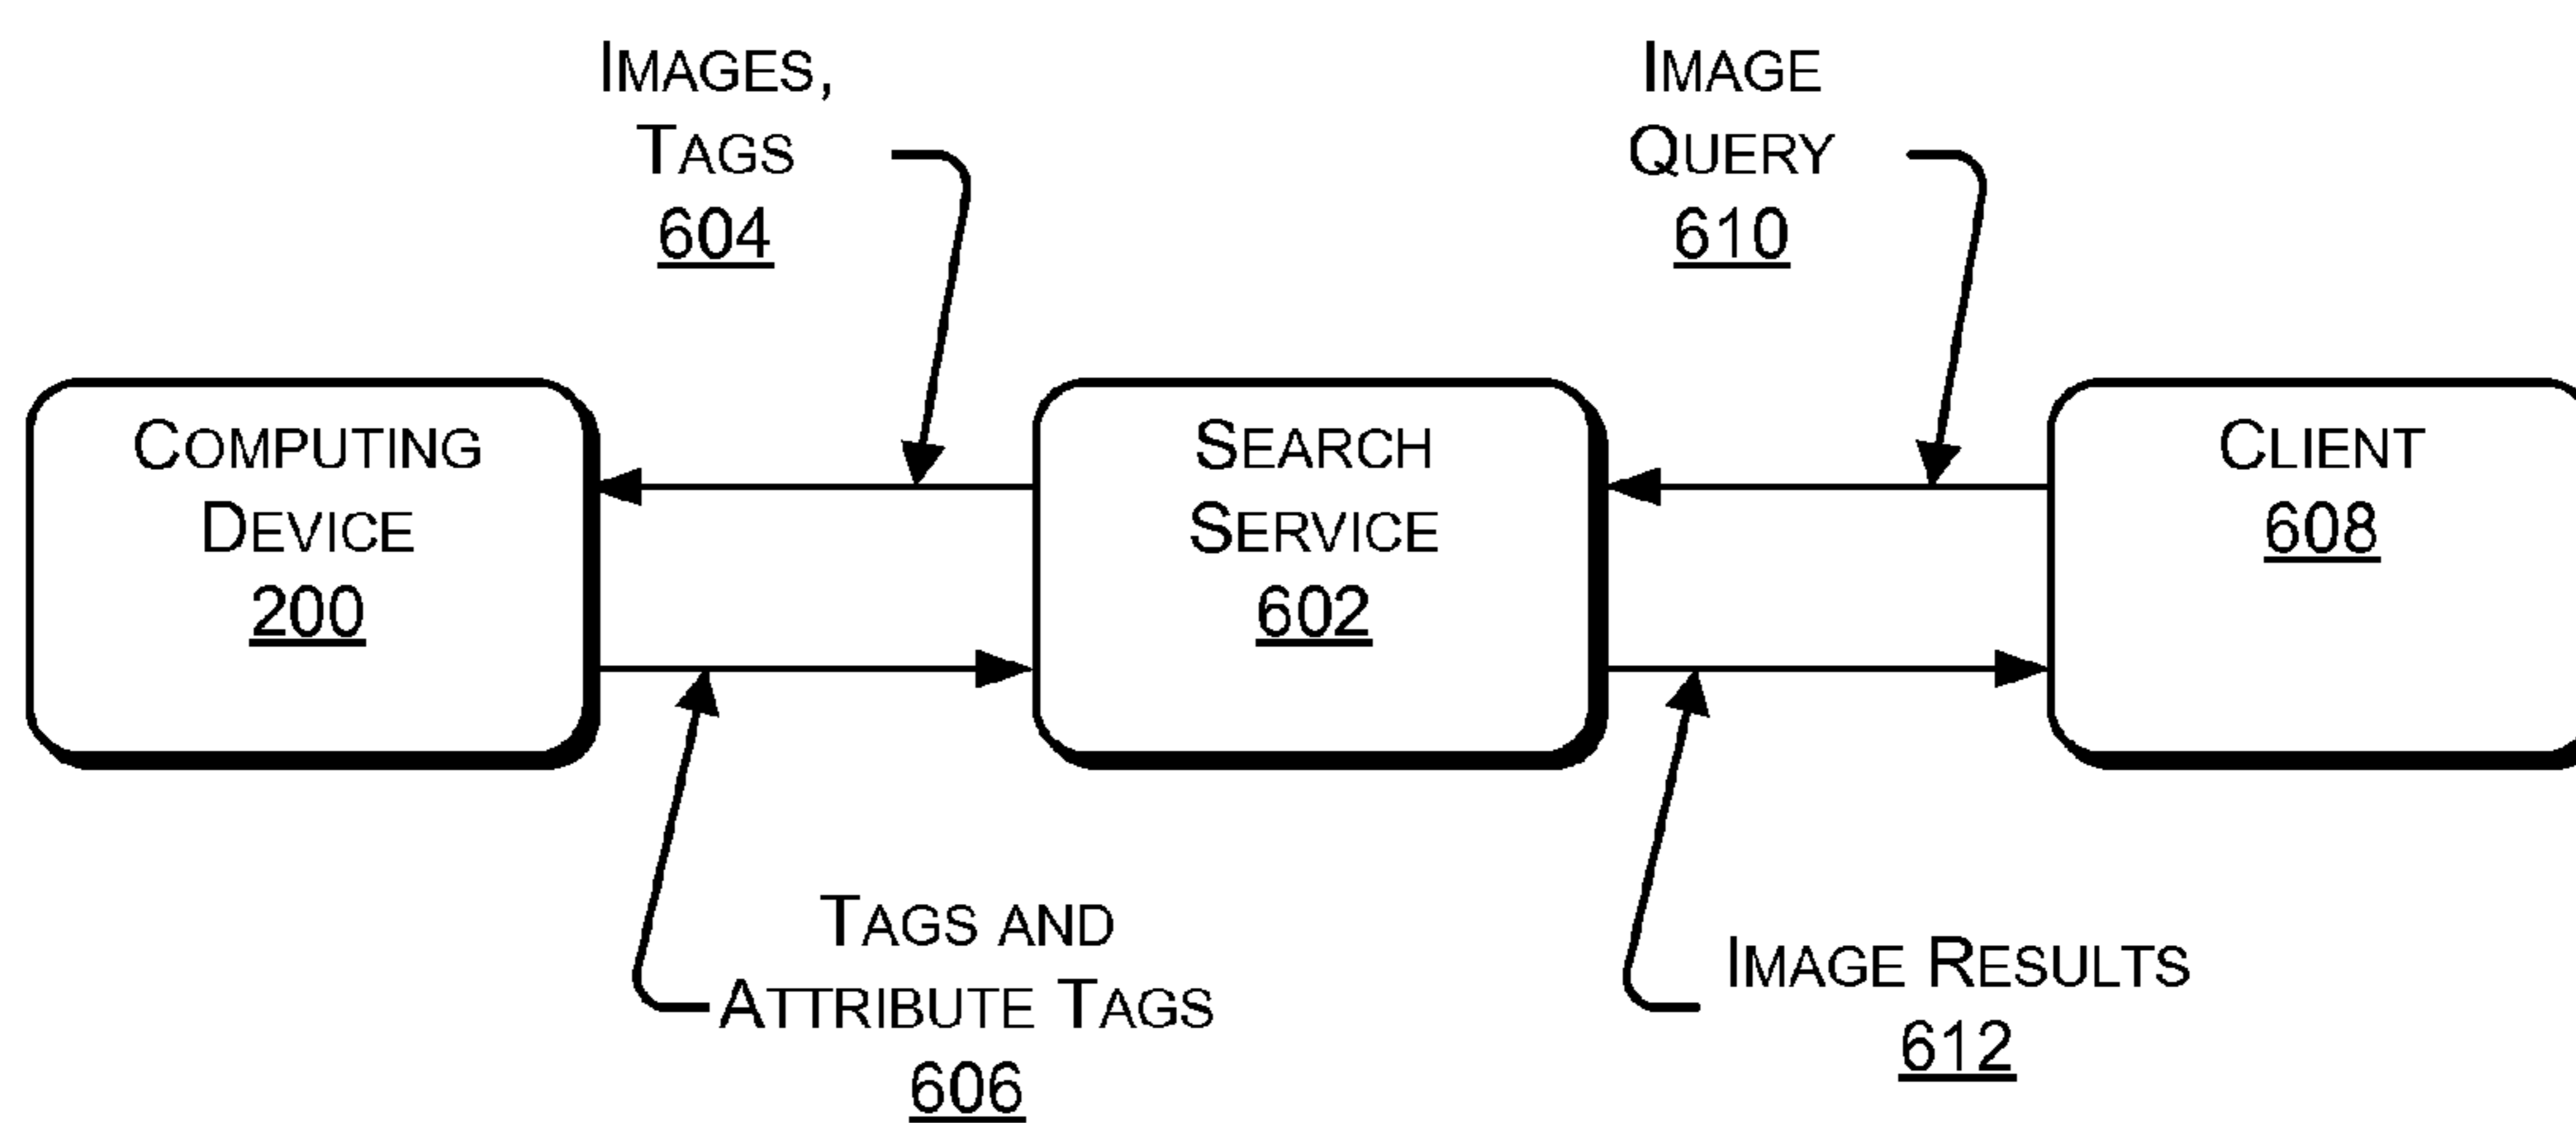 IMAGES,
TAGS
604
IMAGE
QUERY
610
COMPUTING
DEVICE
200
SEARCH
SERVICE
602
CLIENT
608
TAGS AND
ATTRIBUTE TAGS
606
IMAGE RESULTS
612